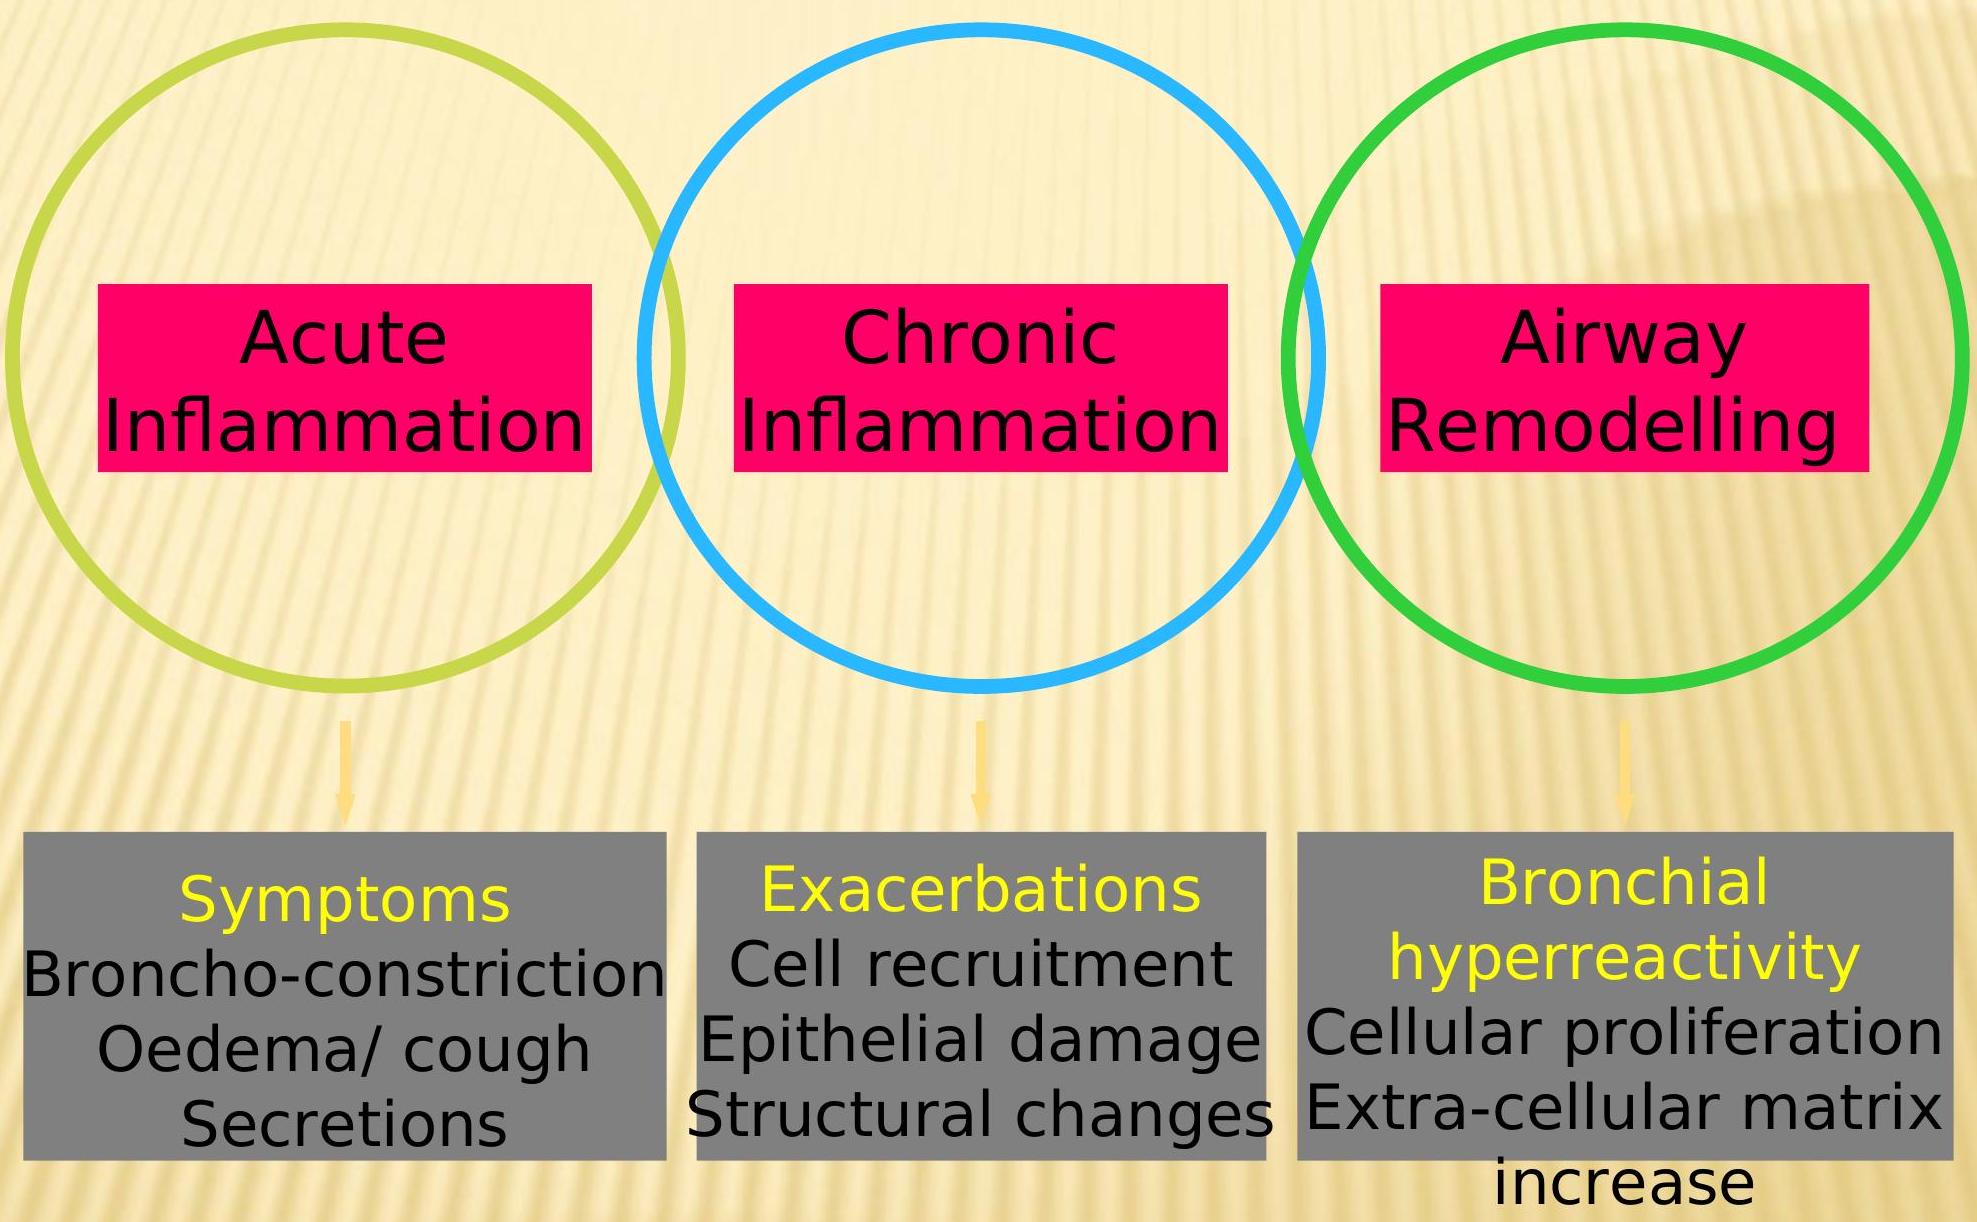 Acute
Inflammation
Chronic
Inflammation
Airway
Remodelling
Symptoms
Broncho-constriction
Oedema/ cough
Secretions
Exacerbations
Cell recruitment
Epithelial damage
Structural changes
Bronchial
hyperreactivity
Cellular proliferation
Extra-cellular matrix
increase